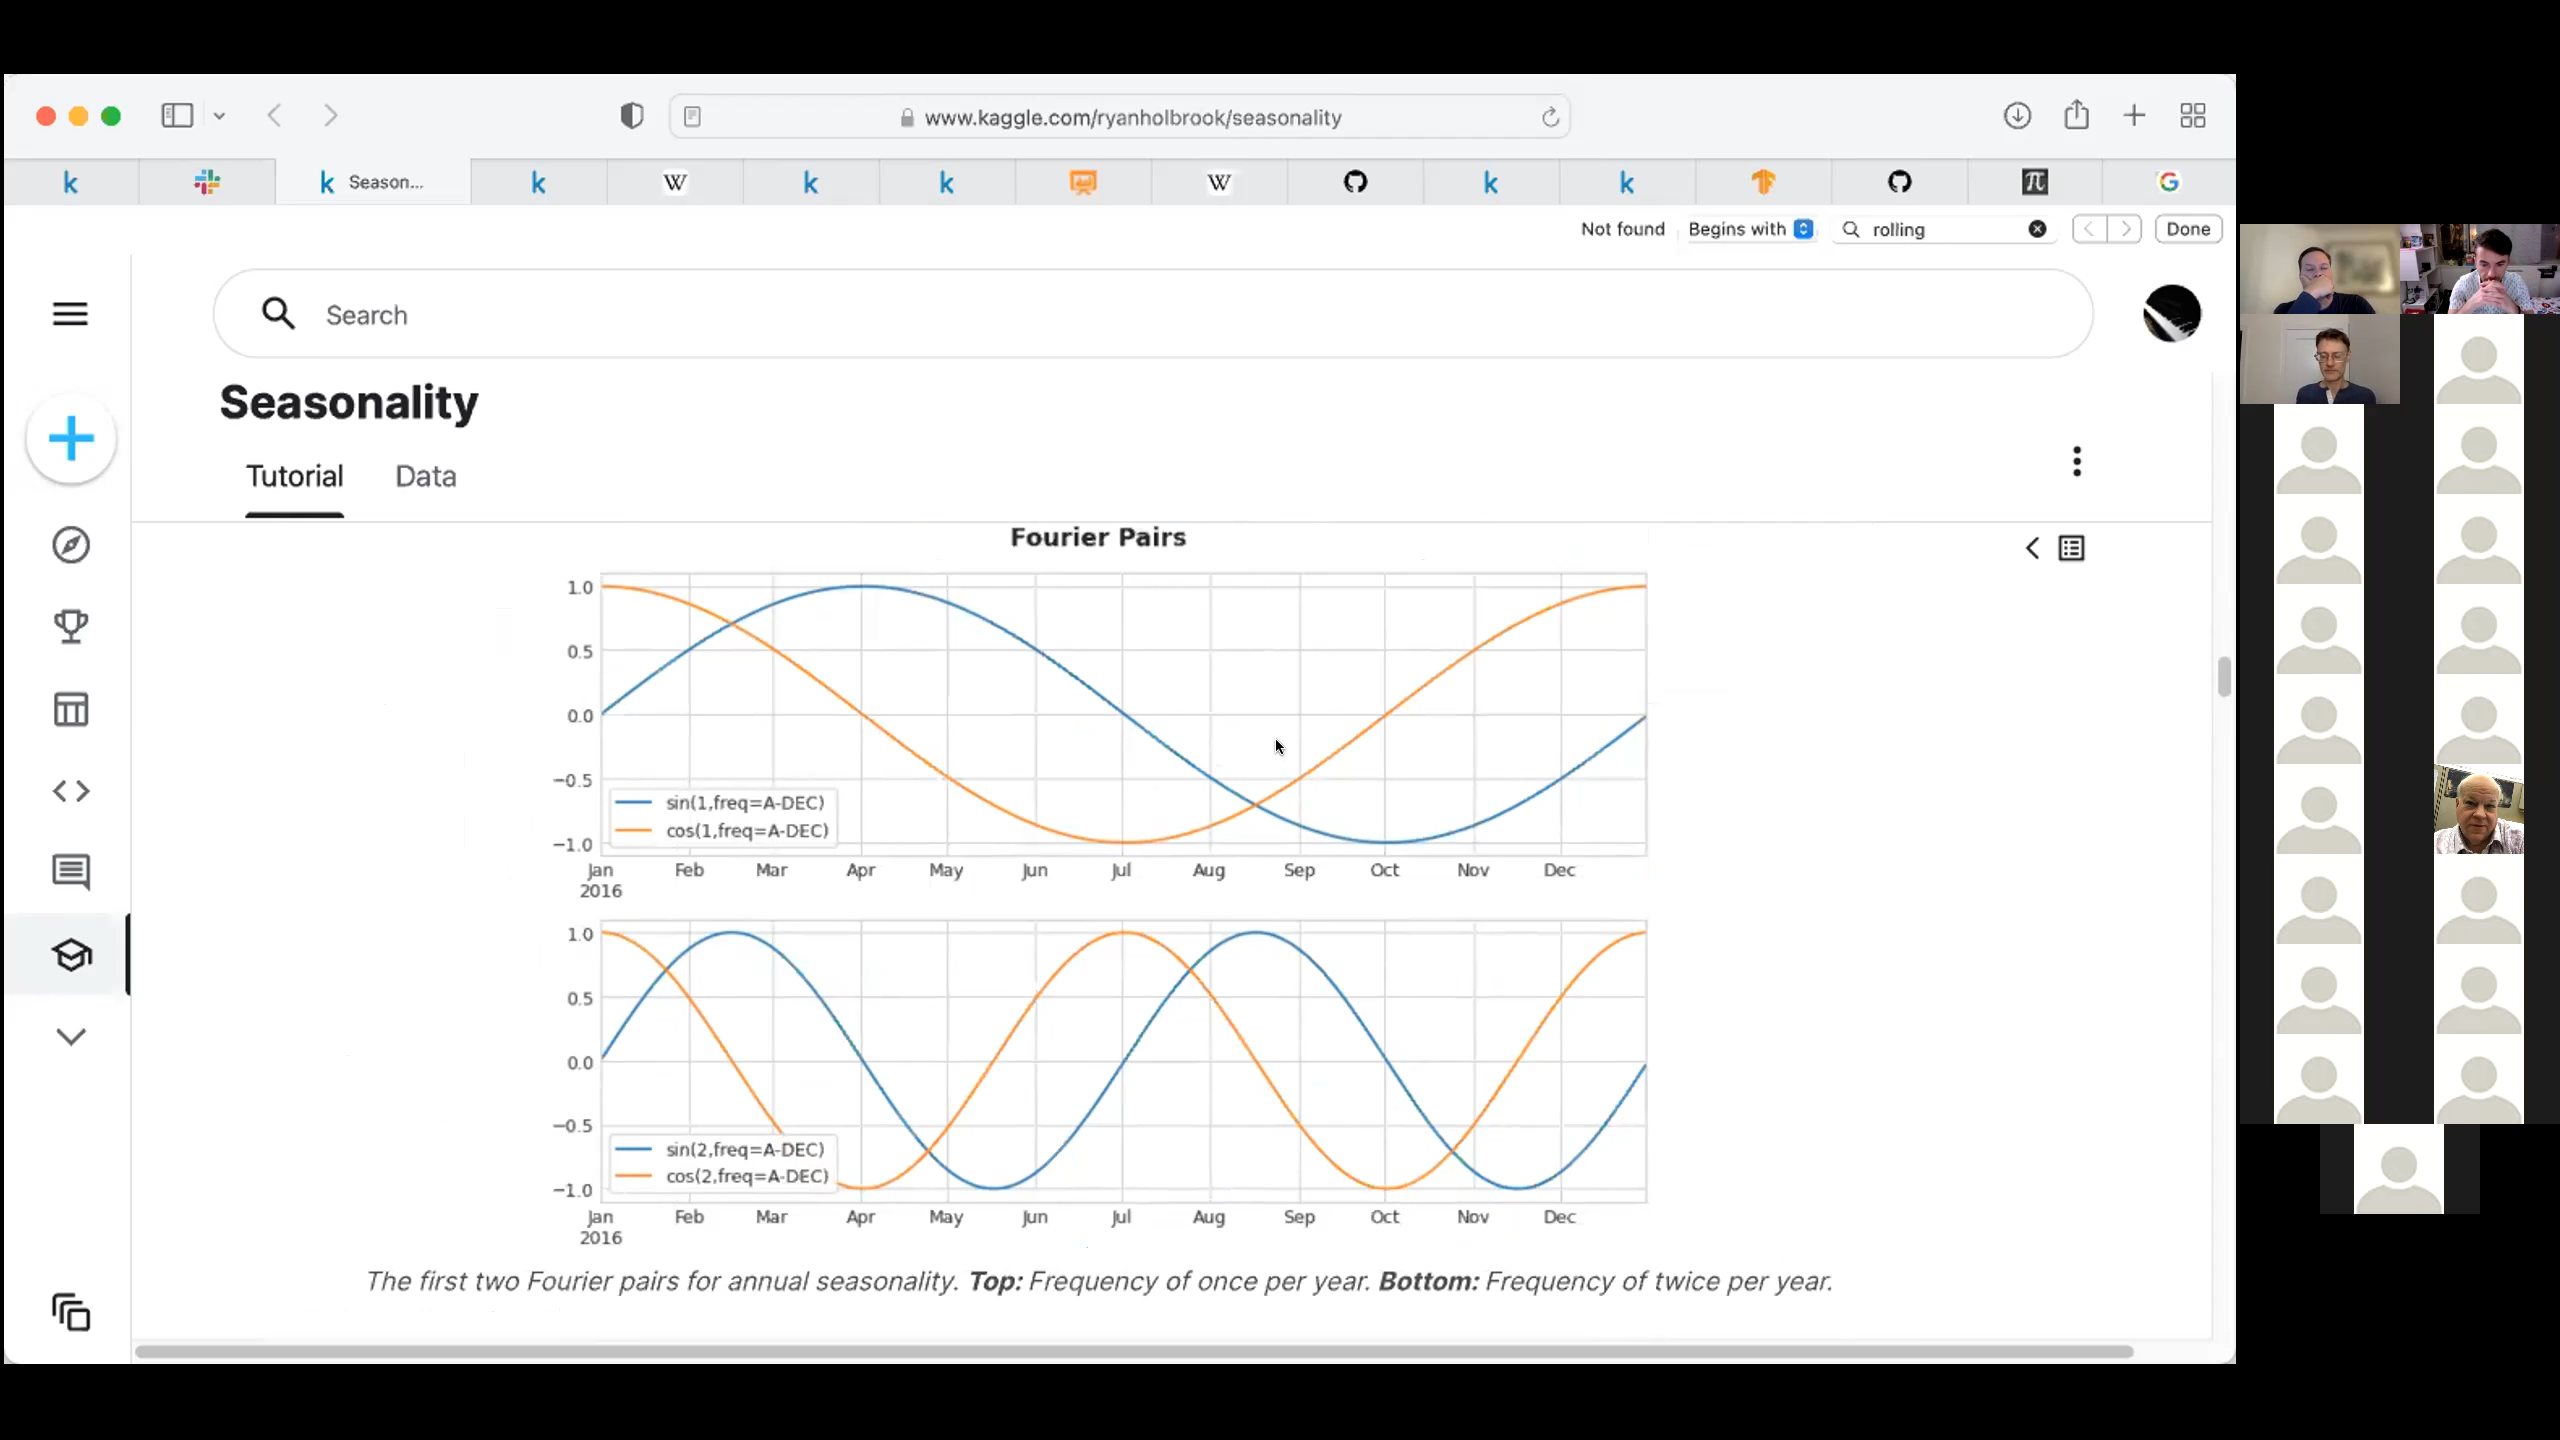 www.kaggle.com/ryanholbrook/seasonality
k
k Season...
k
W
k
k
W
k
k
π
G
Not found Begins with rolling Done
Search
Seasonality
Tutorial Data
Fourier Pairs
1.0
0.5
0.0
−0.5
−1.0
sin(1,freq=A-DEC)
cos(1,freq=A-DEC)
Jan Feb Mar Apr May Jun Jul Aug Sep Oct Nov Dec
2016
1.0
0.5
0.0
−0.5
−1.0
sin(2,freq=A-DEC)
cos(2,freq=A-DEC)
Jan Feb Mar Apr May Jun Jul Aug Sep Oct Nov Dec
2016
The first two Fourier pairs for annual seasonality. Top: Frequency of once per year. Bottom: Frequency of twice per year.